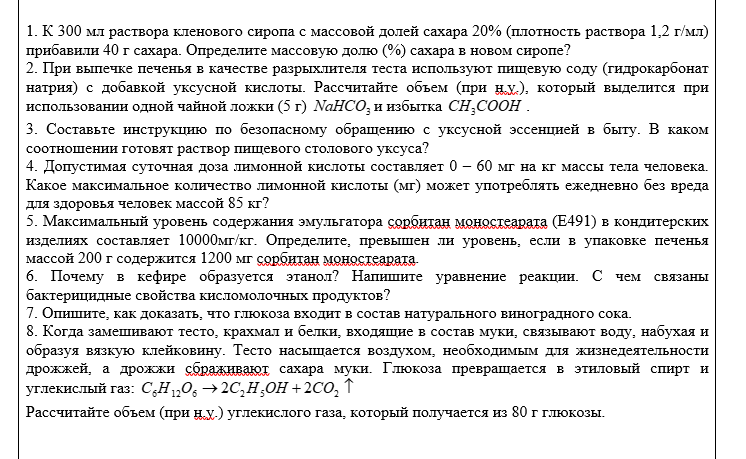 1. К 300 мл раствора кленового сиропа с массовой долей сахара 20% (плотность раствора 1,2 г/мл)
прибавили 40 г сахара. Определите массовую долю (%) сахара в новом сиропе?
2. При выпечке печенья в качестве разрыхлителя теста используют пищевую соду (гидрокарбонат
натрия) с добавкой уксусной кислоты. Рассчитайте объем (при н.у.), который выделится при
использовании одной чайной ложки (5 г) NaHCO₃ и избытка CH₃COOH .
3. Составьте инструкцию по безопасному обращению с уксусной эссенцией в быту. В каком
соотношении готовят раствор пищевого столового уксуса?
4. Допустимая суточная доза лимонной кислоты составляет 0 – 60 мг на кг массы тела человека.
Какое максимальное количество лимонной кислоты (мг) может употреблять ежедневно без вреда
для здоровья человек массой 85 кг?
5. Максимальный уровень содержания эмульгатора сорбитан моностеарата (Е491) в кондитерских
изделиях составляет 10000мг/кг. Определите, превышен ли уровень, если в упаковке печенья
массой 200 г содержится 1200 мг сорбитан моностеарата.
6. Почему в кефире образуется этанол? Напишите уравнение реакции. С чем связаны
бактерицидные свойства кисломолочных продуктов?
7. Опишите, как доказать, что глюкоза входит в состав натурального виноградного сока.
8. Когда замешивают тесто, крахмал и белки, входящие в состав муки, связывают воду, набухая и
образуя вязкую клейковину. Тесто насыщается воздухом, необходимым для жизнедеятельности
дрожжей, а дрожжи сбраживают сахара муки. Глюкоза превращается в этиловый спирт и
углекислый газ: C₆H₁₂O₆ → 2C₂H₅OH + 2CO₂ ↑
Рассчитайте объем (при н.у.) углекислого газа, который получается из 80 г глюкозы.